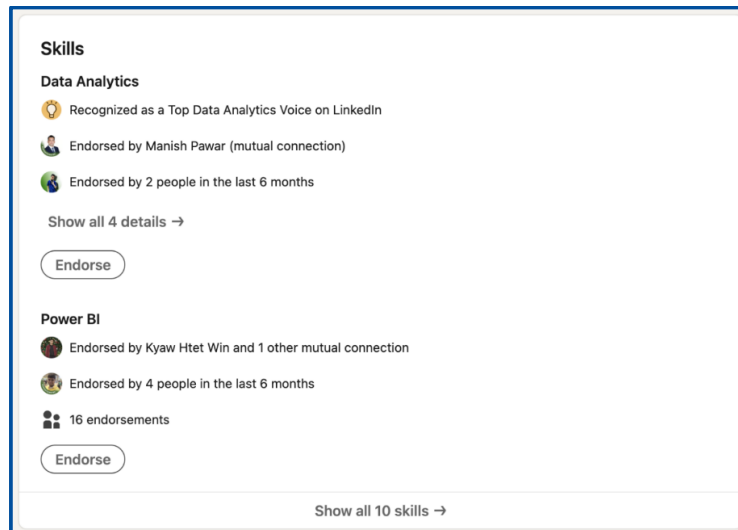 Skills
Data Analytics
Recognized as a Top Data Analytics Voice on LinkedIn
Endorsed by Manish Pawar (mutual connection)
Endorsed by 2 people in the last 6 months
Show all 4 details →
Endorse
Power BI
Endorsed by Kyaw Htet Win and 1 other mutual connection
Endorsed by 4 people in the last 6 months
16 endorsements
Endorse
Show all 10 skills →